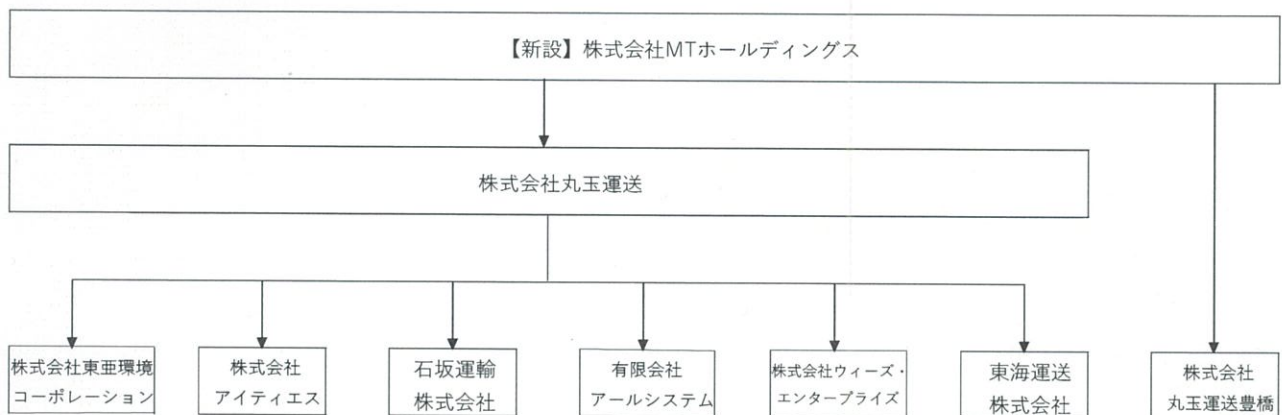 【新設】株式会社MTホールディングス
株式会社丸玉運送
株式会社東亜環境
コーポレーション
株式会社
アイティエス
石坂運輸
株式会社
有限会社
アールシステム
株式会社ウィーズ・
エンタープライズ
東海運送
株式会社
株式会社
丸玉運送豊橋